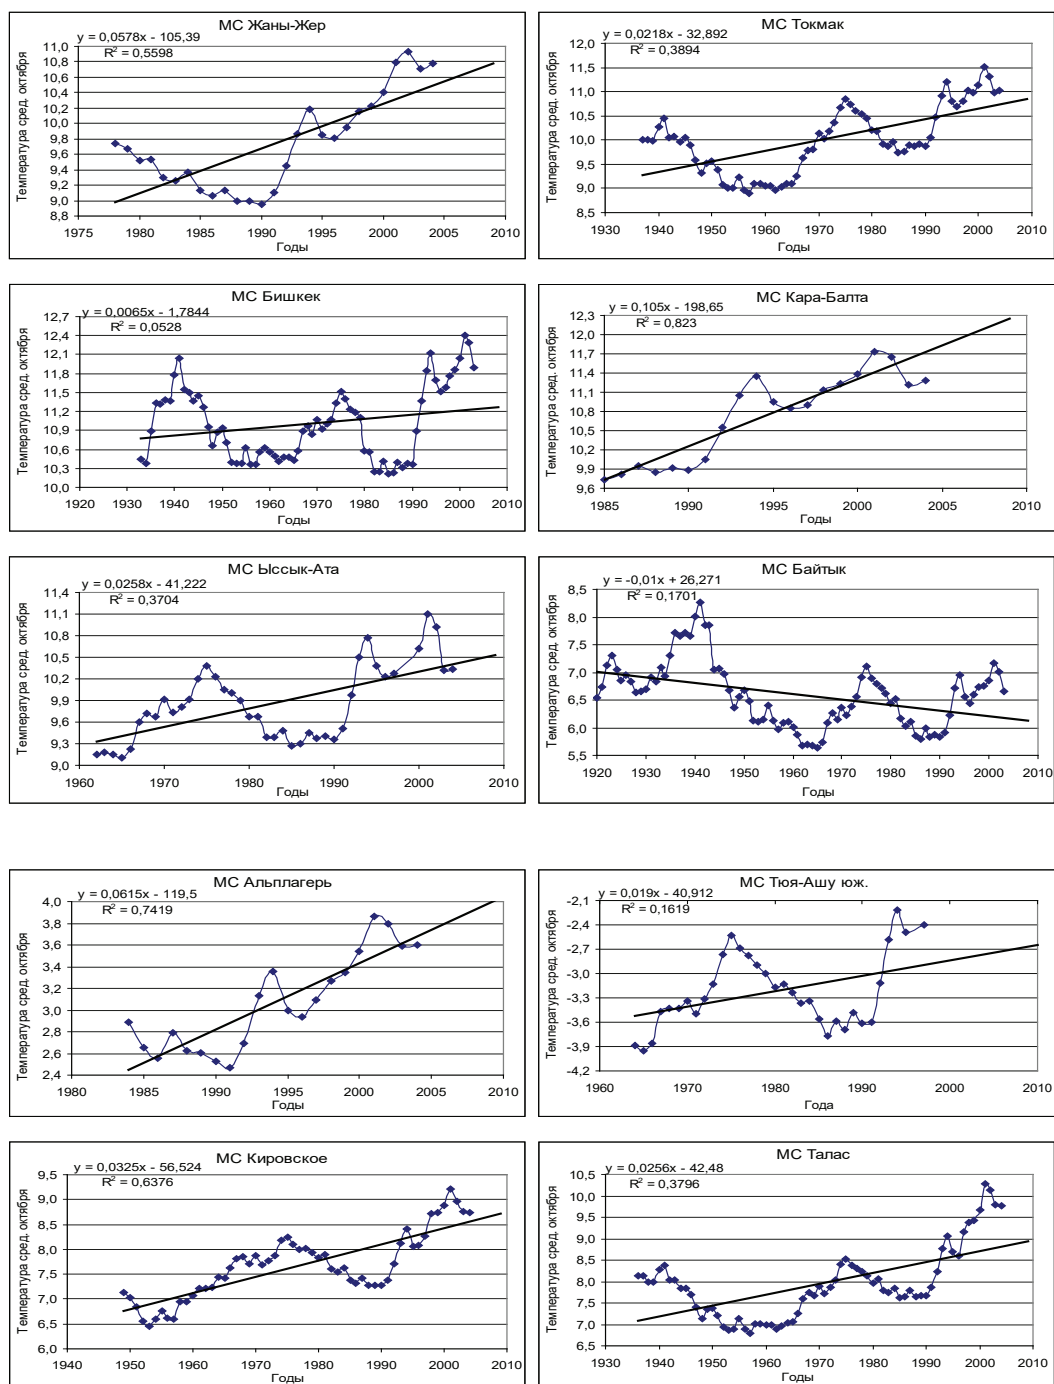 МС Жаны-Жер
y = 0,0578x - 105,39
R² = 0,5598
Температура сред. октября
11,0
10,8
10,6
10,4
10,2
10,0
9,8
9,6
9,4
9,2
9,0
8,8
1975 1980 1985 1990 1995 2000 2005 2010
Годы
МС Токмак
y = 0,0218x - 32,892
R² = 0,3894
Температура сред. октября
12,0
11,5
11,0
10,5
10,0
9,5
9,0
8,5
1930 1940 1950 1960 1970 1980 1990 2000 2010
Годы
МС Бишкек
y = 0,0065x - 1,7844
R² = 0,0528
Температура сред. октября
12,7
12,4
12,1
11,8
11,5
11,2
10,9
10,6
10,3
10,0
1920 1930 1940 1950 1960 1970 1980 1990 2000 2010
Годы
МС Кара-Балта
y = 0,105x - 198,65
R² = 0,823
Температура сред. октября
12,3
12,0
11,7
11,4
11,1
10,8
10,5
10,2
9,9
9,6
1985 1990 1995 2000 2005 2010
Годы
МС Ыссык-Ата
y = 0,0258x - 41,222
R² = 0,3704
Температура сред. октября
11,4
11,1
10,8
10,5
10,2
9,9
9,6
9,3
9,0
1960 1970 1980 1990 2000 2010
Годы
МС Байтык
y = -0,01x + 26,271
R² = 0,1701
Температура сред. октября
8,5
8,0
7,5
7,0
6,5
6,0
5,5
1920 1930 1940 1950 1960 1970 1980 1990 2000 2010
Годы
МС Альплагерь
y = 0,0615x - 119,5
R² = 0,7419
Температура сред. октября
4,0
3,8
3,6
3,4
3,2
3,0
2,8
2,6
2,4
1980 1985 1990 1995 2000 2005 2010
Годы
МС Тюя-Ашу юж.
y = 0,019x - 40,912
R² = 0,1619
Температура сред. октября
-2,1
-2,4
-2,7
-3,0
-3,3
-3,6
-3,9
-4,2
1960 1970 1980 1990 2000 2010
Года
МС Кировское
y = 0,0325x - 56,524
R² = 0,6376
Температура сред. октября
9,5
9,0
8,5
8,0
7,5
7,0
6,5
6,0
1940 1950 1960 1970 1980 1990 2000 2010
Годы
МС Талас
y = 0,0256x - 42,48
R² = 0,3796
Температура сред. октября
10,5
10,0
9,5
9,0
8,5
8,0
7,5
7,0
6,5
1930 1940 1950 1960 1970 1980 1990 2000 2010
Годы